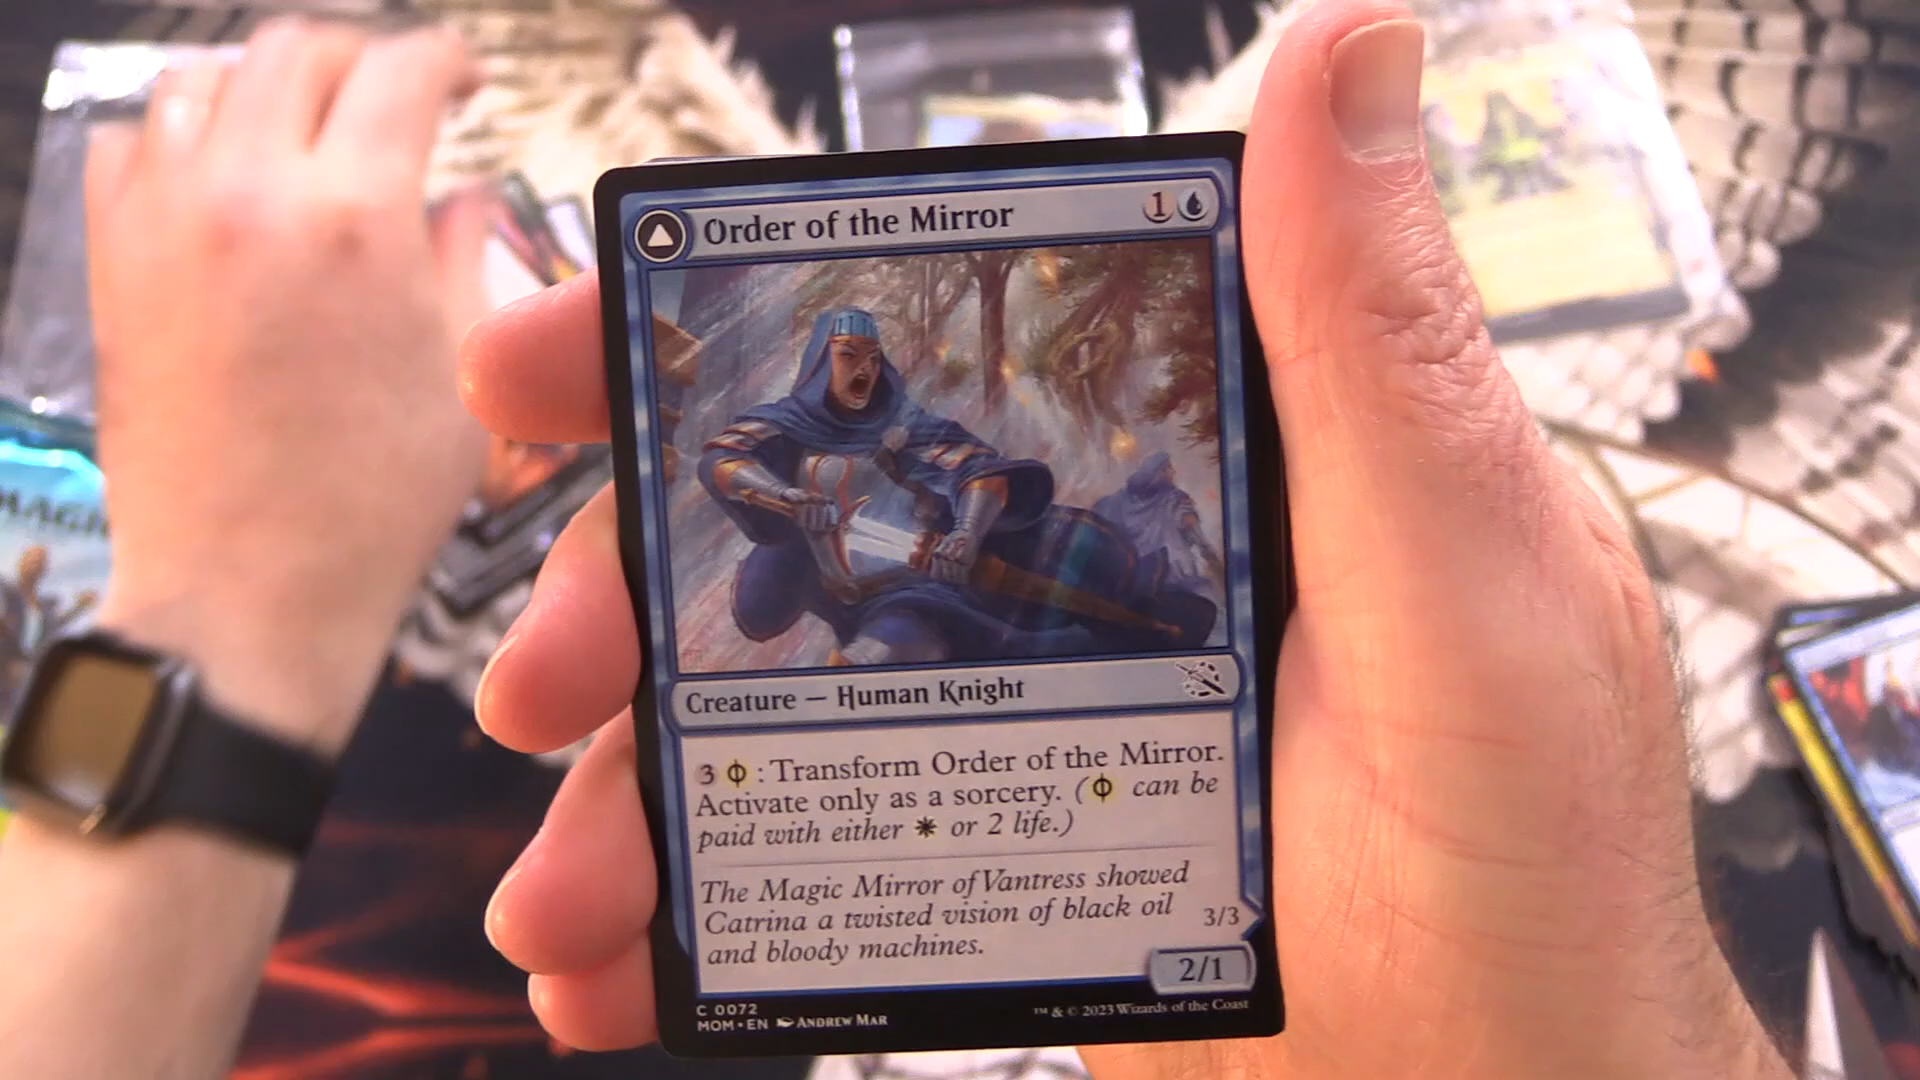 Order of the Mirror 1
Creature — Human Knight
3 Φ : Transform Order of the Mirror.
Activate only as a sorcery. (Φ can be
paid with either or 2 life.)
The Magic Mirror of Vantress showed
Catrina a twisted vision of black oil
and bloody machines.
3/3
2/1
C 0072
MOM • EN ANDREW MAR
™ & © 2023 Wizards of the Coast
MAGIC